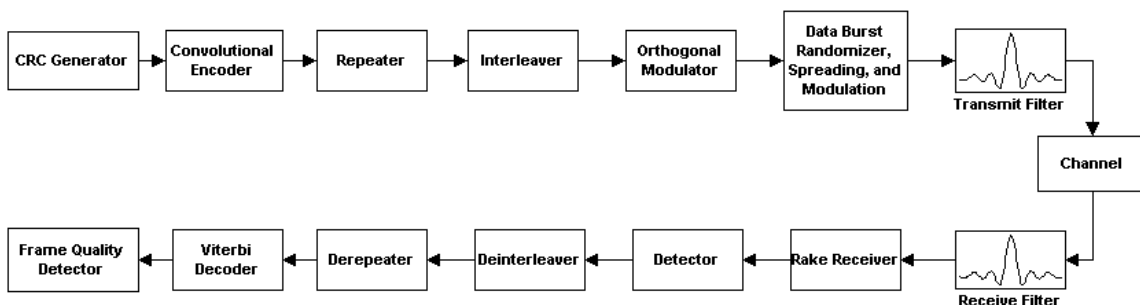 CRC Generator
Convolutional
Encoder
Repeater
Interleaver
Orthogonal
Modulator
Data Burst
Randomizer,
Spreading, and
Modulation
Transmit Filter
Channel
Frame Quality
Detector
Viterbi
Decoder
Derepeater
Deinterleaver
Detector
Rake Receiver
Receive Filter